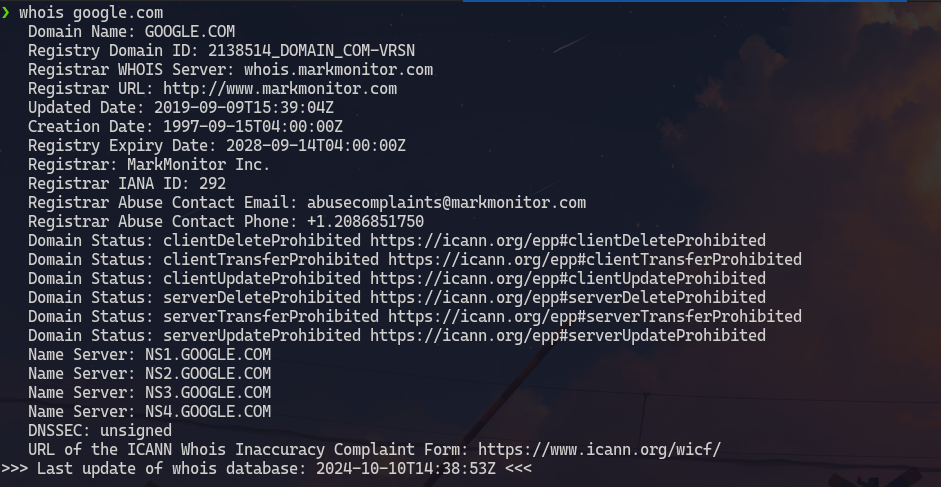 ❯ whois google.com
Domain Name: GOOGLE.COM
Registry Domain ID: 2138514_DOMAIN_COM-VRSN
Registrar WHOIS Server: whois.markmonitor.com
Registrar URL: http://www.markmonitor.com
Updated Date: 2019-09-09T15:39:04Z
Creation Date: 1997-09-15T04:00:00Z
Registry Expiry Date: 2028-09-14T04:00:00Z
Registrar: MarkMonitor Inc.
Registrar IANA ID: 292
Registrar Abuse Contact Email: abusecomplaints@markmonitor.com
Registrar Abuse Contact Phone: +1.2086851750
Domain Status: clientDeleteProhibited https://icann.org/epp#clientDeleteProhibited
Domain Status: clientTransferProhibited https://icann.org/epp#clientTransferProhibited
Domain Status: clientUpdateProhibited https://icann.org/epp#clientUpdateProhibited
Domain Status: serverDeleteProhibited https://icann.org/epp#serverDeleteProhibited
Domain Status: serverTransferProhibited https://icann.org/epp#serverTransferProhibited
Domain Status: serverUpdateProhibited https://icann.org/epp#serverUpdateProhibited
Name Server: NS1.GOOGLE.COM
Name Server: NS2.GOOGLE.COM
Name Server: NS3.GOOGLE.COM
Name Server: NS4.GOOGLE.COM
DNSSEC: unsigned
URL of the ICANN Whois Inaccuracy Complaint Form: https://www.icann.org/wicf/
>>> Last update of whois database: 2024-10-10T14:38:53Z <<<